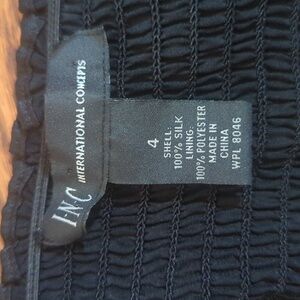 I·N·C
INTERNATIONAL CONCEPTS
4
SHELL:
100% SILK
LINING:
100% POLYESTER
MADE IN
CHINA
WPL 8046